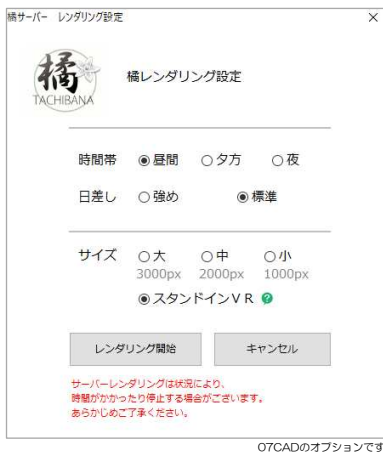 橘サーバー レンダリング設定 ×
橘
TACHIBANA
橘レンダリング設定
時間帯 昼間 夕方 夜
日差し 強め 標準
サイズ 大 中 小
3000px 2000px 1000px
スタンドインVR ?
レンダリング開始 キャンセル
サーバーレンダリングは状況により、
時間がかかったり停止する場合がございます。
あらかじめご了承ください。
O7CADのオプションです